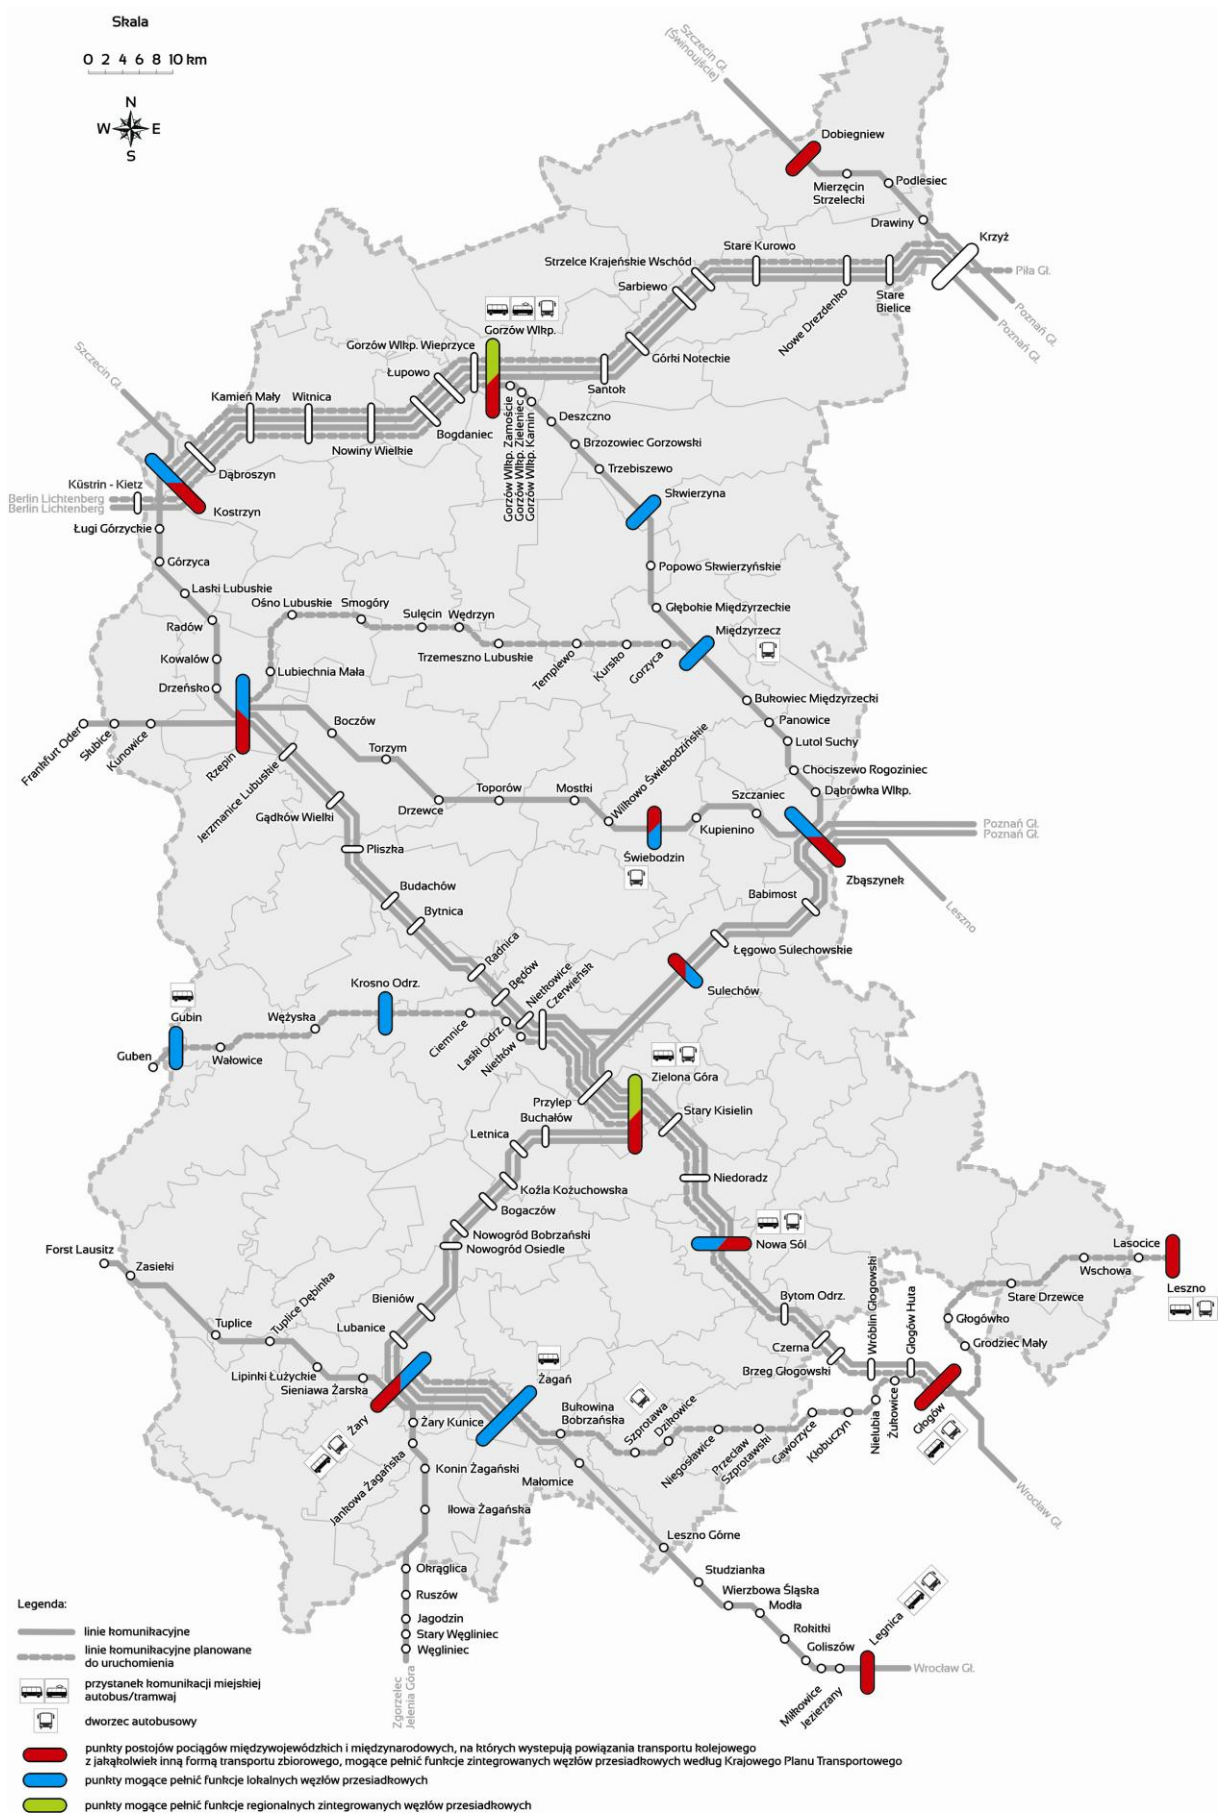 Skala
0 2 4 6 8 10 km
N
W E
S
Szczecin Gł.
(Świnoujście)
Dobiegniew
Mierzęcin
Strzelecki
Podlesiec
Drawiny
Krzyż
Piła Gł.
Poznań Gł.
Poznań Gł.
Stare Kurowo
Strzelce Krajeńskie Wschód
Sarbiewo
Nowe Drezdenko
Stare
Bielice
Górki Noteckie
Santok
Gorzów Wlkp.
Gorzów Wlkp. Wieprzyce
Łupowo
Bogdaniec
Szczecin Gł.
Kamień Mały
Witnica
Nowiny Wielkie
Dąbroszyn
Kostrzyn
Küstrin - Kietz
Berlin Lichtenberg
Berlin Lichtenberg
Gorzów Wlkp. Zamoście
Gorzów Wlkp. Zieleniec
Gorzów Wlkp. Karnin
Deszczno
Brzozowiec Gorzowski
Trzebiszewo
Skwierzyna
Popowo Skwierzyńskie
Głębokie Międzyrzeckie
Międzyrzecz
Ługi Górzyckie
Górzyca
Laski Lubuskie
Radów
Kowalów
Drzeńsko
Ośno Lubuskie
Smogóry
Sulęcin
Wędrzyn
Trzemeszno Lubuskie
Templewo
Kursko
Gorzyca
Lubiechnia Mała
Bukowiec Międzyrzecki
Panowice
Lutol Suchy
Chociszewo Rogoziniec
Dąbrówka Wlkp.
Frankfurt Oder
Słubice
Kunowice
Rzepin
Boczów
Torzym
Drzewce
Toporów
Mostki
Wilkowo Świebodzińskie
Świebodzin
Kupienino
Szczaniec
Zbąszynek
Poznań Gł.
Poznań Gł.
Leszno
Jerzmanice Lubuskie
Gądków Wielki
Pliszka
Budachów
Bytnica
Radnica
Będów
Nietkowice
Czerwieńsk
Babimost
Łęgowo Sulechowskie
Sulechów
Krosno Odrz.
Gubin
Guben
Wałowice
Wężyska
Ciemnice
Laski Odrz.
Nietków
Zielona Góra
Przylep
Stary Kisielin
Buchałów
Letnica
Koźla Kożuchowska
Bogaczów
Nowogród Bobrzański
Nowogród Osiedle
Bieniów
Lubanice
Niedoradz
Nowa Sól
Bytom Odrz.
Czerna
Brzeg Głogowski
Wróblin Głogowski
Głogów Huta
Nielubia
Żukowice
Głogów
Grodziec Mały
Głogówko
Stare Drzewce
Wschowa
Lasocice
Leszno
Wrocław Gł.
Forst Lausitz
Zasieki
Tuplice
Tuplice Dębinka
Lipinki Łużyckie
Sieniawa Żarska
Żary
Żagań
Żary Kunice
Jankowa Żagańska
Konin Żagański
Iłowa Żagańska
Okrąglica
Ruszów
Jagodzin
Stary Węgliniec
Węgliniec
Zgorzelec
Jelenia Góra
Bukowina
Bobrzańska
Szprotawa
Dzikowice
Niegosławice
Przecław
Szprotawski
Gaworzyce
Kłobuczyn
Małomice
Leszno Górne
Studzianka
Wierzbowa Śląska
Modła
Rokitki
Goliszów
Miłkowice
Jezierzany
Legnica
Wrocław Gł.
Legenda:
linie komunikacyjne
linie komunikacyjne planowane
do uruchomienia
przystanek komunikacji miejskiej
autobus/tramwaj
dworzec autobusowy
punkty postojów pociągów międzywojewódzkich i międzynarodowych, na których wystepują powiązania transportu kolejowego
z jakąkolwiek inną formą transportu zbiorowego, mogące pełnić funkcje zintegrowanych węzłów przesiadkowych według Krajowego Planu Transportowego
punkty mogące pełnić funkcje lokalnych węzłów przesiadkowych
punkty mogące pełnić funkcje regionalnych zintegrowanych węzłów przesiadkowych